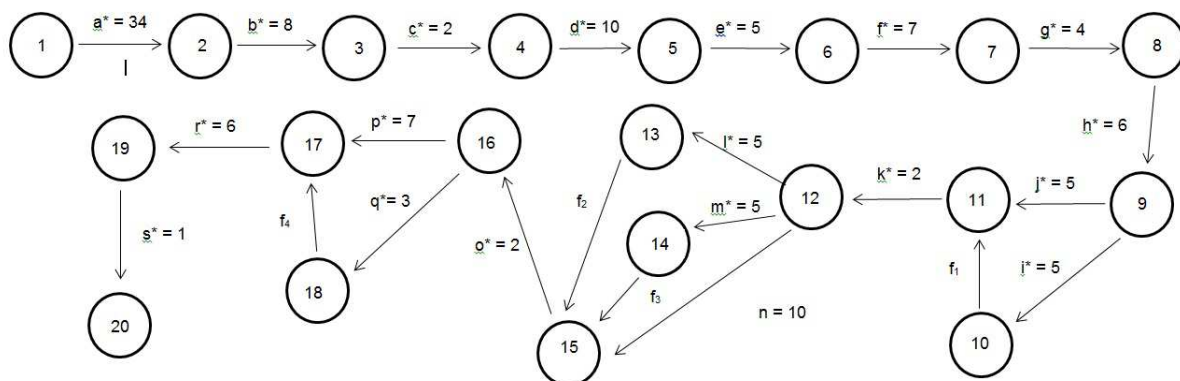 a* = 34 b* = 8 c* = 2 d* = 10 e* = 5 f* = 7 g* = 4
1 2 3 4 5 6 7 8
l
h* = 6
19 r* = 6 17 p* = 7 16 13 l* = 5 12 k* = 2 11 j* = 5 9
s* = 1 f₄ q* = 3 o* = 2 f₂ 14 m* = 5 f₁ i* = 5
20 18 15 f₃ n = 10 10